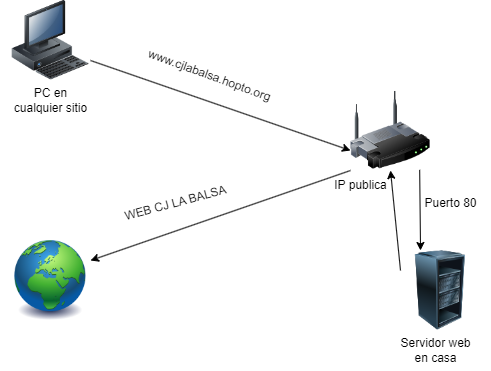 www.cjlabalsa.hopto.org
PC en
cualquier sitio
IP publica
WEB CJ LA BALSA
Puerto 80
Servidor web
en casa